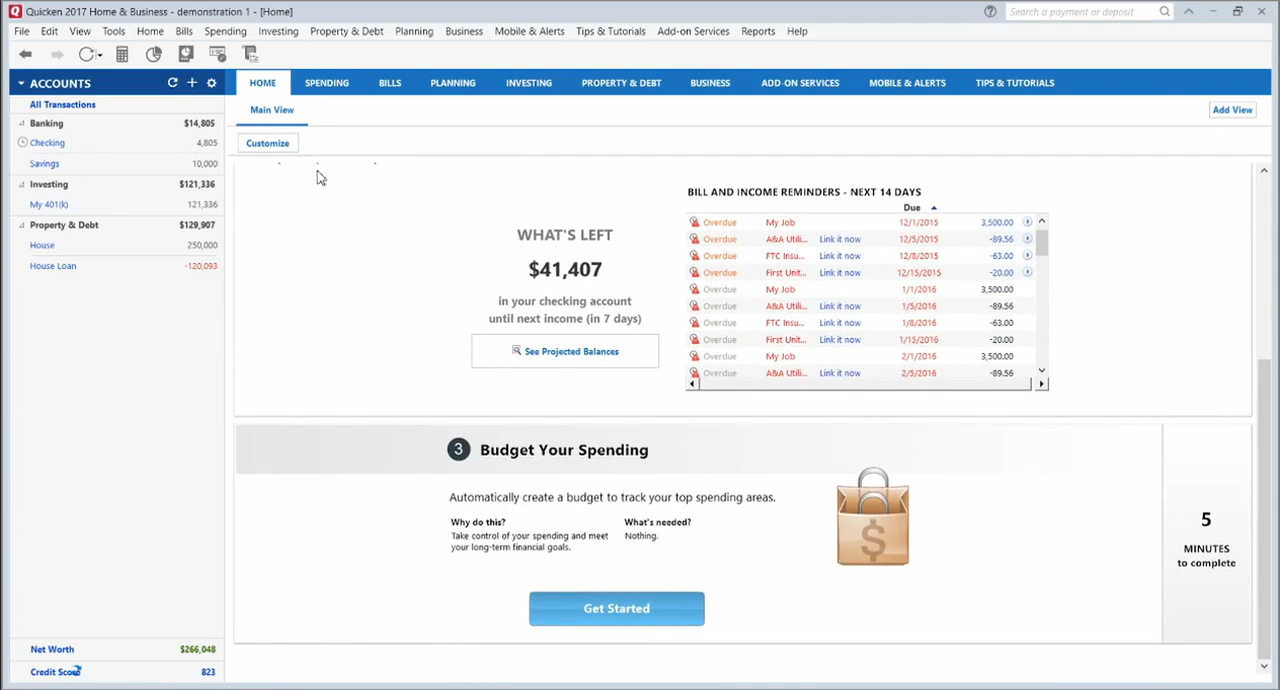 Quicken 2017 Home & Business - demonstration 1 - [Home]
Search a payment or deposit
File Edit View Tools Home Bills Spending Investing Property & Debt Planning Business Mobile & Alerts Tips & Tutorials Add-on Services Reports Help
ACCOUNTS
HOME SPENDING BILLS PLANNING INVESTING PROPERTY & DEBT BUSINESS ADD-ON SERVICES MOBILE & ALERTS TIPS & TUTORIALS
All Transactions
Banking $14,805
Checking 4,805
Savings 10,000
Investing $121,336
My 401(k) 121,336
Property & Debt $129,907
House 250,000
House Loan -120,093
Net Worth $266,048
Credit Score 823
Main View
Add View
Customize
WHAT'S LEFT
$41,407
in your checking account
until next income (in 7 days)
See Projected Balances
BILL AND INCOME REMINDERS - NEXT 14 DAYS
Due
Overdue My Job 12/1/2015 3,500.00
Overdue A&A Utili... Link it now 12/5/2015 -89.56
Overdue FTC Insu... Link it now 12/8/2015 -63.00
Overdue First Unit... Link it now 12/15/2015 -20.00
Overdue My Job 1/1/2016 3,500.00
Overdue A&A Utili... Link it now 1/5/2016 -89.56
Overdue FTC Insu... Link it now 1/8/2016 -63.00
Overdue First Unit... Link it now 1/15/2016 -20.00
Overdue My Job 2/1/2016 3,500.00
Overdue A&A Utili... Link it now 2/5/2016 -89.56
3 Budget Your Spending
Automatically create a budget to track your top spending areas.
Why do this?
Take control of your spending and meet
your long-term financial goals.
What's needed?
Nothing.
$
Get Started
5
MINUTES
to complete